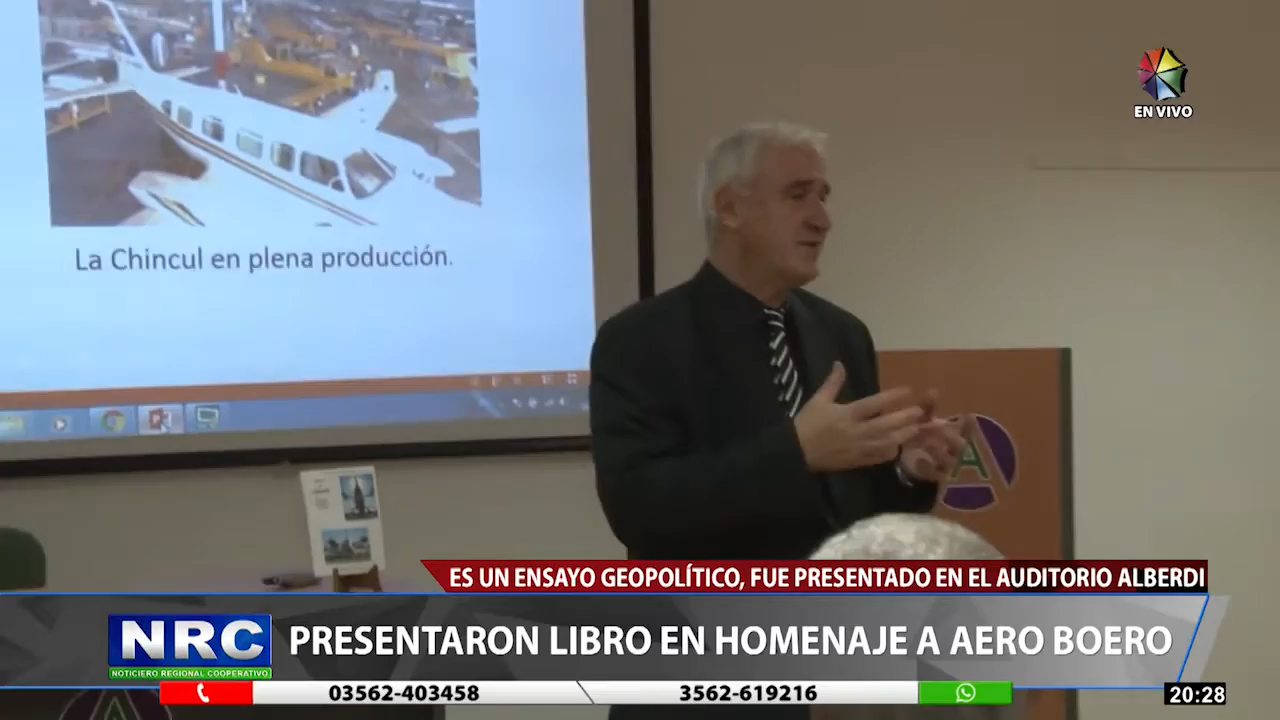 EN VIVO
La Chincul en plena producción.
A
ES UN ENSAYO GEOPOLÍTICO, FUE PRESENTADO EN EL AUDITORIO ALBERDI
NRC
NOTICIERO REGIONAL COOPERATIVO
PRESENTARON LIBRO EN HOMENAJE A AERO BOERO
03562-403458
3562-619216
20:28